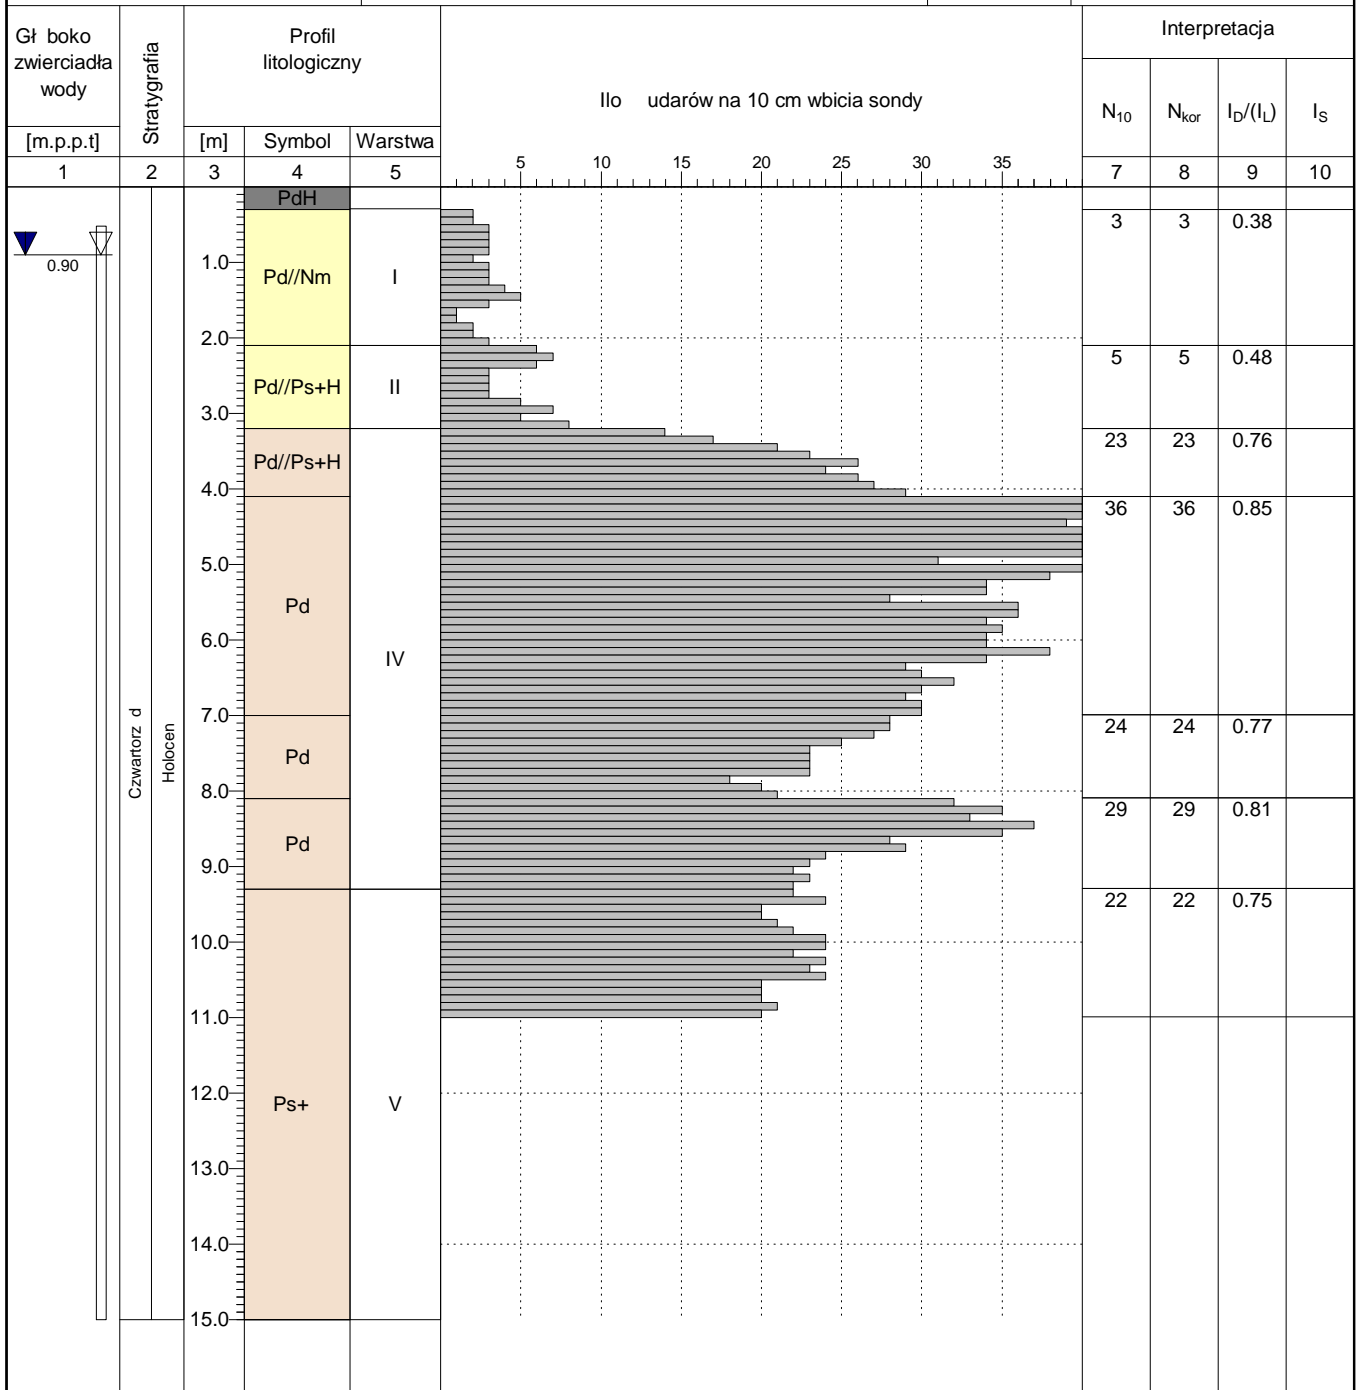 Gł boko
zwierciadła
wody
[m.p.p.t]
1
Stratygrafia
2
Profil
litologiczny
[m] Symbol Warstwa
3 4 5
Ilo udarów na 10 cm wbicia sondy
5 10 15 20 25 30 35
Interpretacja
N10 Nkor ID/(IL) IS
7 8 9 10
PdH
0.90
Pd//Nm I
3 3 0.38
1.0
2.0
Pd//Ps+H II
5 5 0.48
3.0
Pd//Ps+H
23 23 0.76
4.0
36 36 0.85
5.0
Pd
6.0
IV
7.0
24 24 0.77
Pd
Czwartorz d
Holocen
8.0
29 29 0.81
Pd
9.0
22 22 0.75
10.0
11.0
12.0
Ps+ V
13.0
14.0
15.0